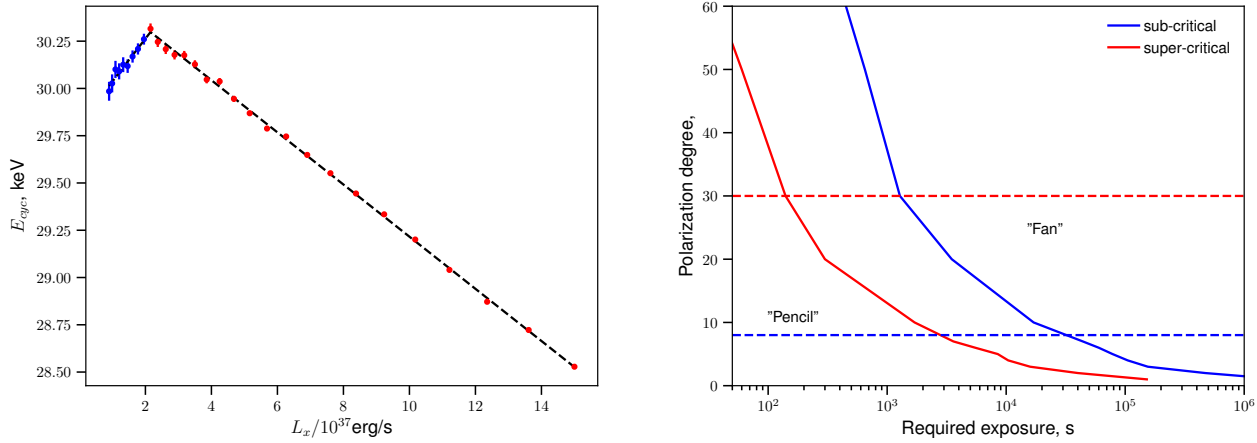 30.25
30.00
29.75
29.50
29.25
29.00
28.75
28.50
E_cyc, keV
2 4 6 8 10 12 14
L_x/10^37erg/s
60
50
40
30
20
10
0
Polarization degree,
sub-critical
super-critical
"Fan"
"Pencil"
10^2 10^3 10^4 10^5 10^6
Required exposure, s